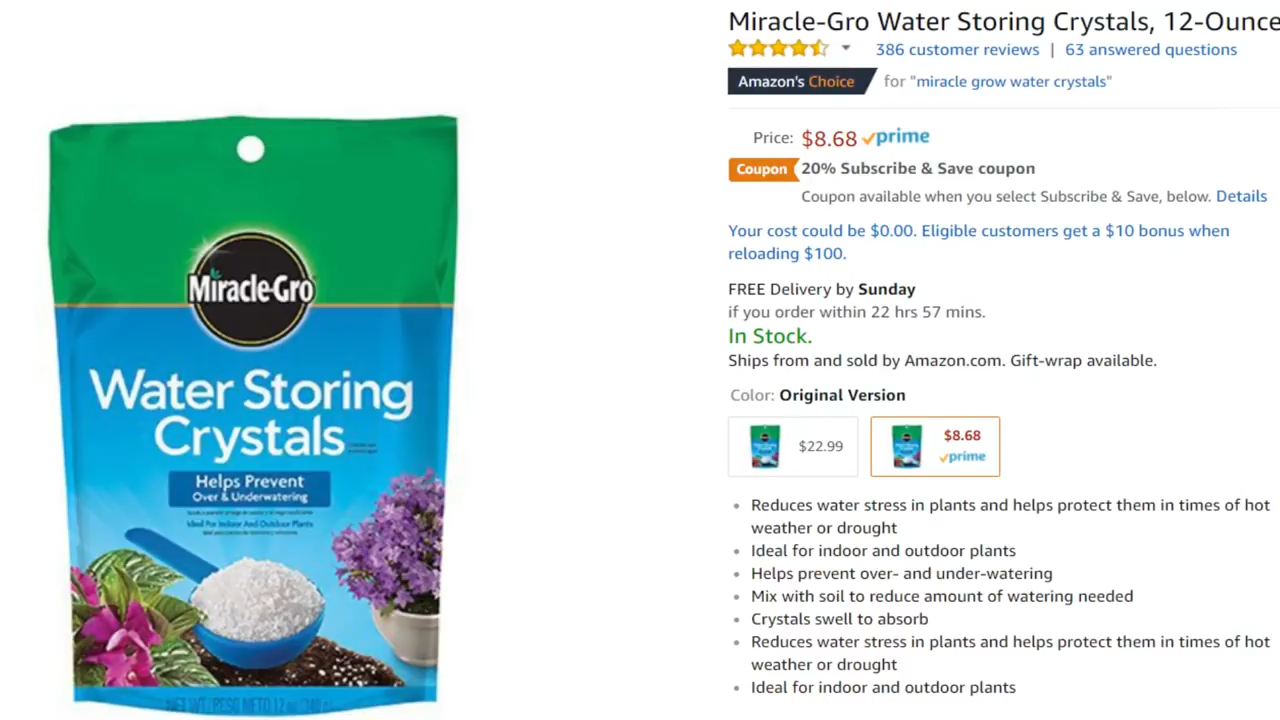 Miracle-Gro
Water Storing
Crystals
Helps Prevent
Over & Underwatering
Ideal For Indoor And Outdoor Plants
NET WT./PESO NETO 12 oz
Miracle-Gro Water Storing Crystals, 12-Ounce
386 customer reviews | 63 answered questions
Amazon's Choice for "miracle grow water crystals"
Price: $8.68 prime
Coupon 20% Subscribe & Save coupon
Coupon available when you select Subscribe & Save, below. Details
Your cost could be $0.00. Eligible customers get a $10 bonus when
reloading $100.
FREE Delivery by Sunday
if you order within 22 hrs 57 mins.
In Stock.
Ships from and sold by Amazon.com. Gift-wrap available.
Color: Original Version
$22.99
$8.68
prime
Reduces water stress in plants and helps protect them in times of hot
weather or drought
Ideal for indoor and outdoor plants
Helps prevent over- and under-watering
Mix with soil to reduce amount of watering needed
Crystals swell to absorb
Reduces water stress in plants and helps protect them in times of hot
weather or drought
Ideal for indoor and outdoor plants